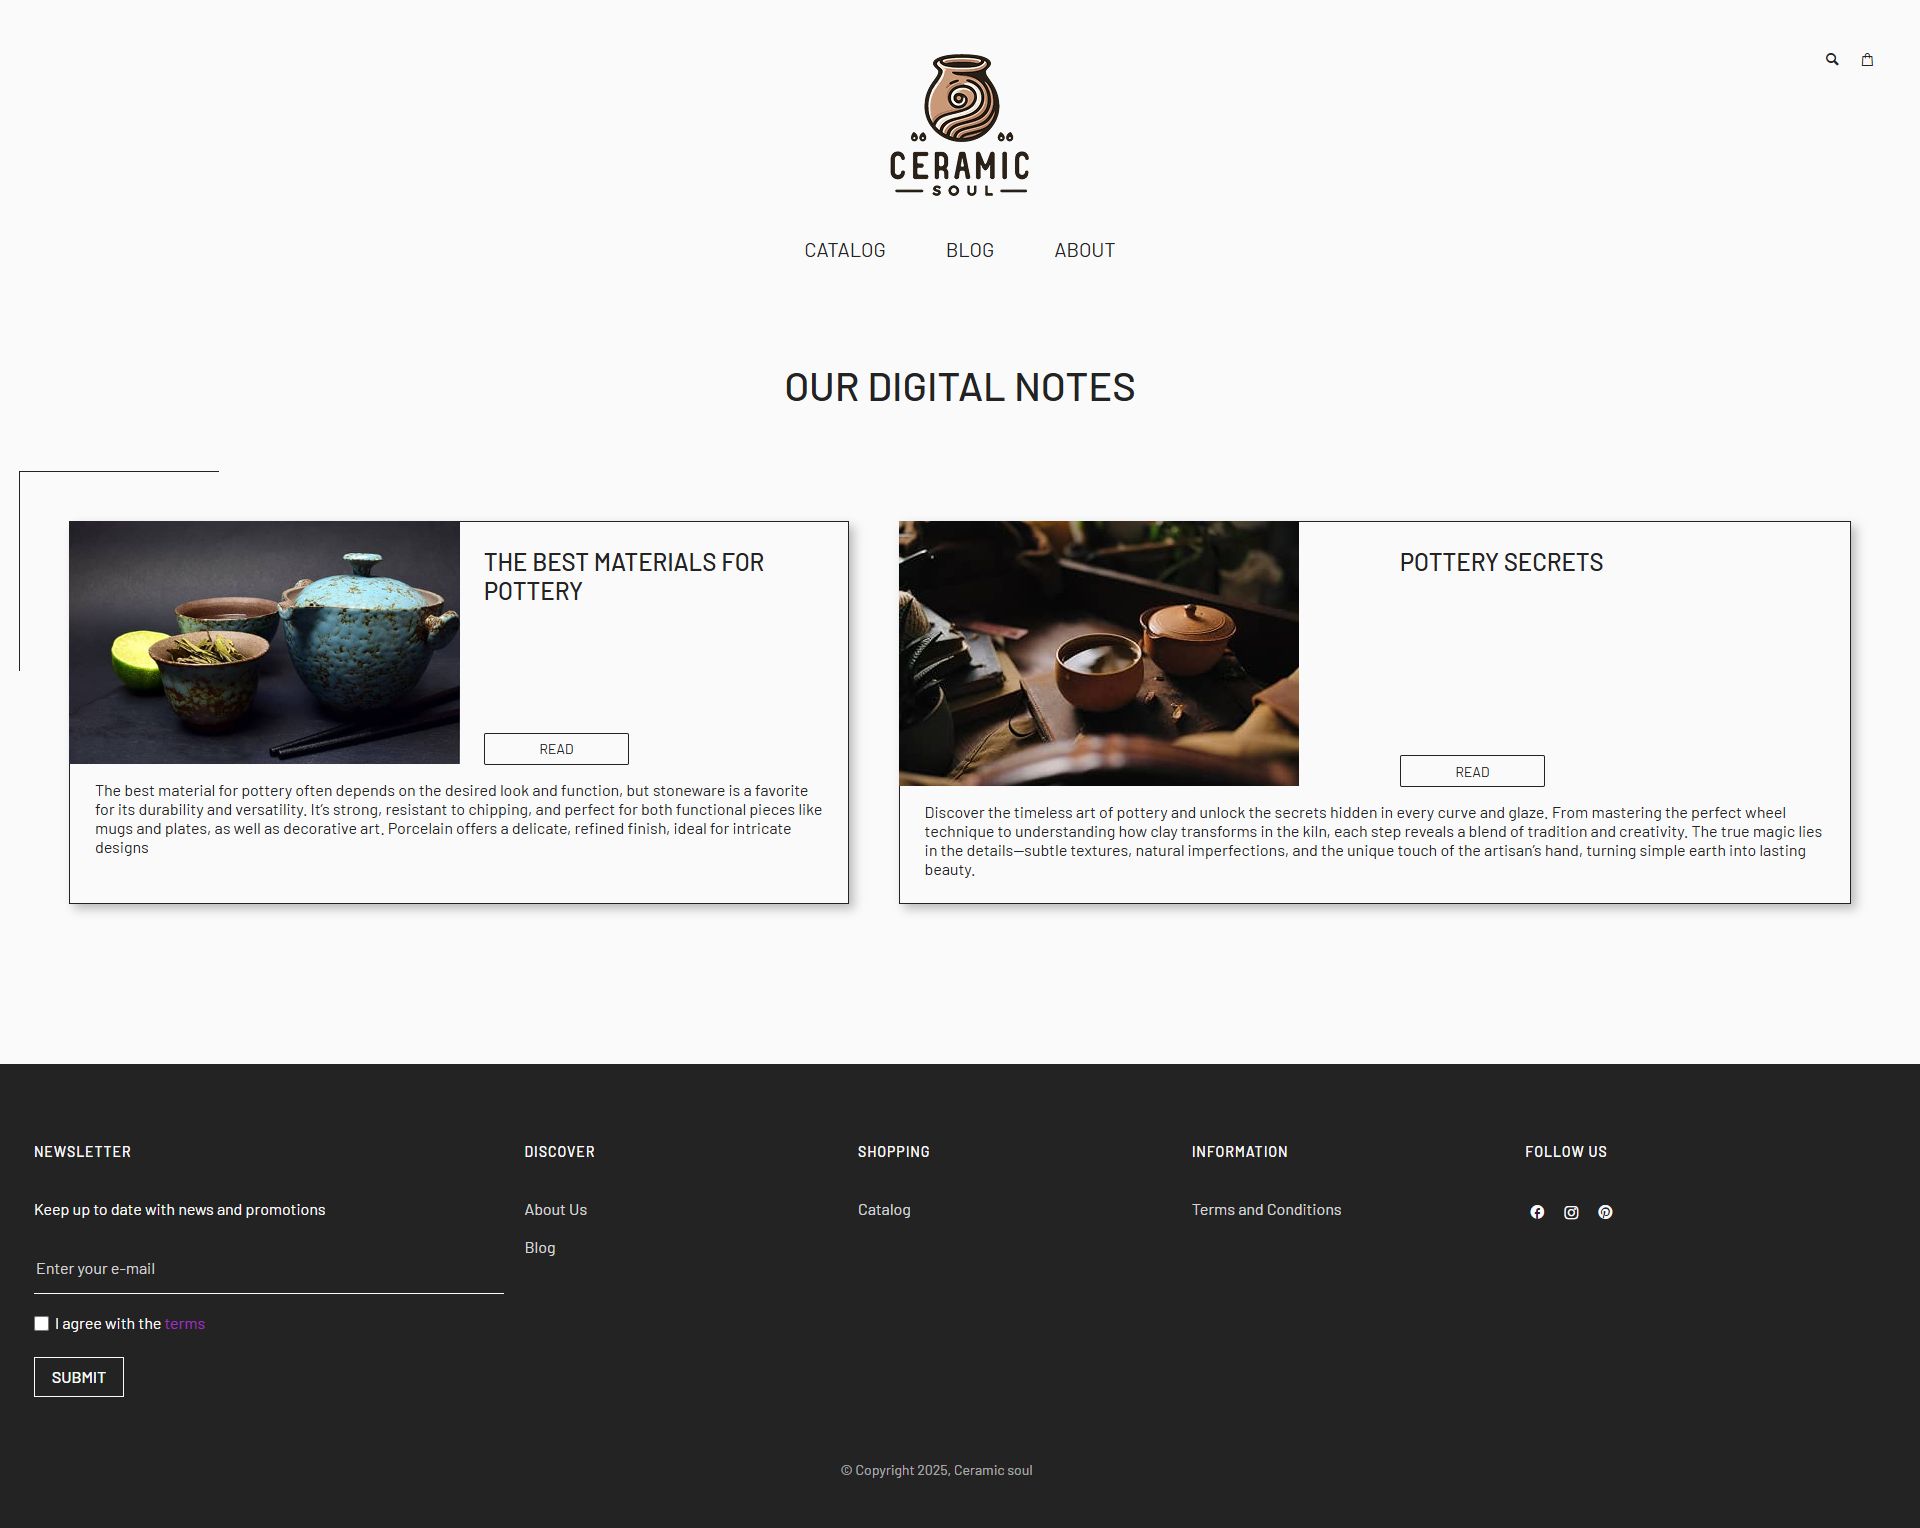 CERAMIC
SOUL
CATALOG
BLOG
ABOUT
OUR DIGITAL NOTES
THE BEST MATERIALS FOR
POTTERY
READ
The best material for pottery often depends on the desired look and function, but stoneware is a favorite
for its durability and versatility. It’s strong, resistant to chipping, and perfect for both functional pieces like
mugs and plates, as well as decorative art. Porcelain offers a delicate, refined finish, ideal for intricate
designs
POTTERY SECRETS
READ
Discover the timeless art of pottery and unlock the secrets hidden in every curve and glaze. From mastering the perfect wheel
technique to understanding how clay transforms in the kiln, each step reveals a blend of tradition and creativity. The true magic lies
in the details—subtle textures, natural imperfections, and the unique touch of the artisan’s hand, turning simple earth into lasting
beauty.
NEWSLETTER
Keep up to date with news and promotions
Enter your e-mail
I agree with the terms
SUBMIT
DISCOVER
About Us
Blog
SHOPPING
Catalog
INFORMATION
Terms and Conditions
FOLLOW US
© Copyright 2025, Ceramic soul